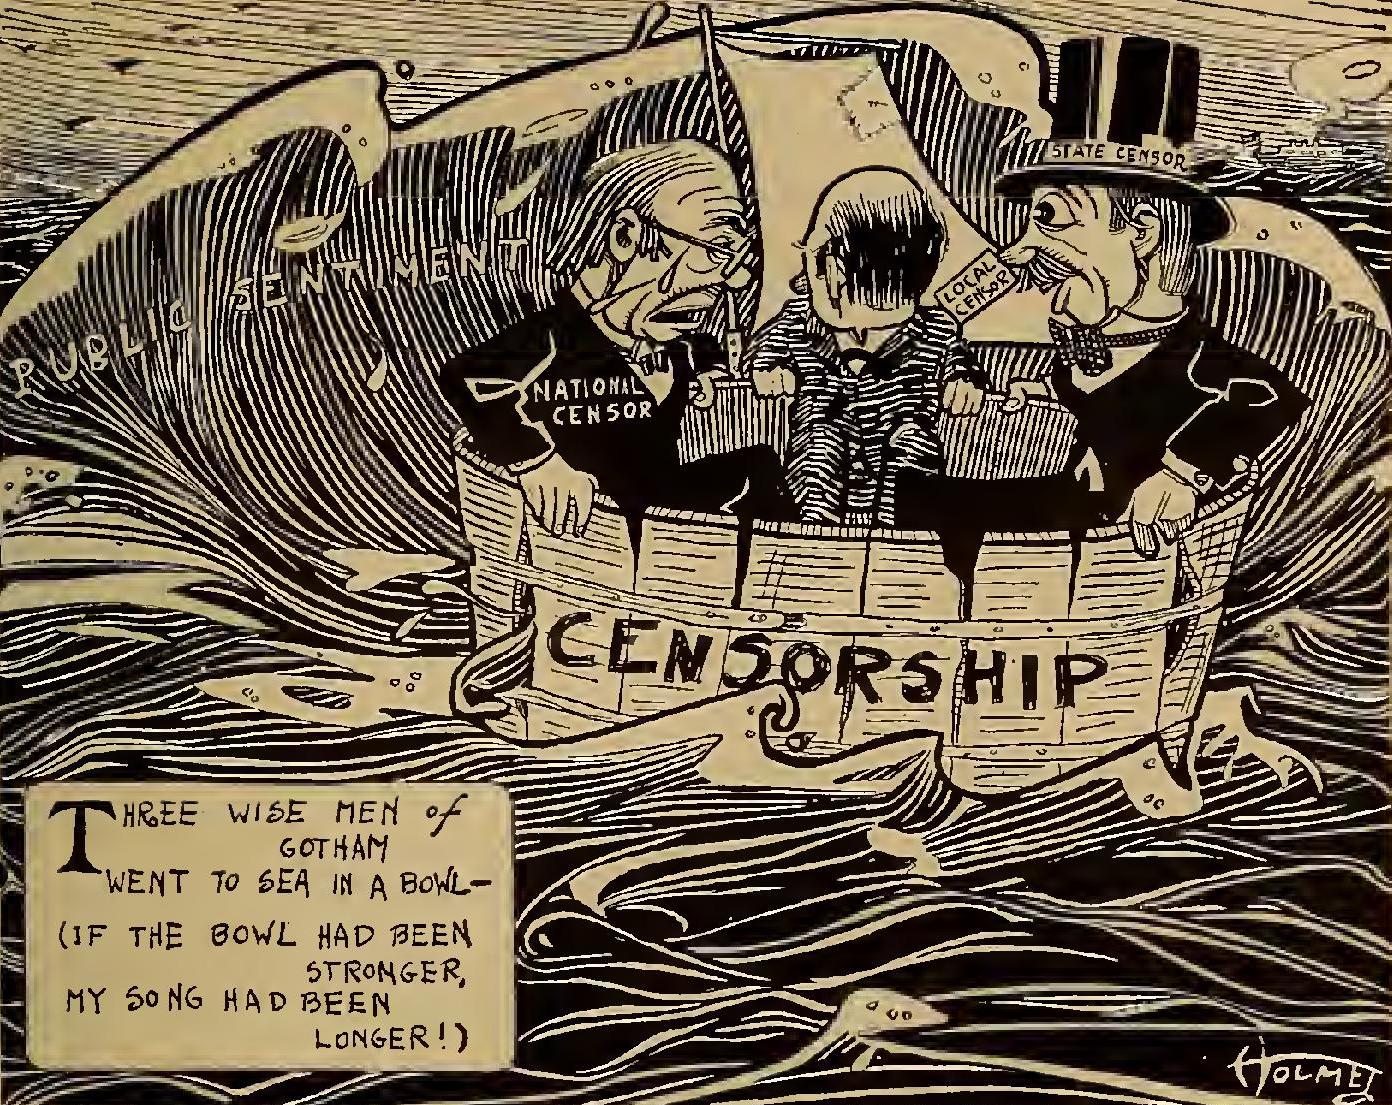 PUBLIC SENTIMENT
STATE CENSOR
LOCAL
CENSOR
NATIONAL
CENSOR
CENSORSHIP
THREE WISE MEN of
GOTHAM
WENT TO SEA IN A BOWL-
(IF THE BOWL HAD BEEN
STRONGER,
MY SONG HAD BEEN
LONGER!)
HOLMES